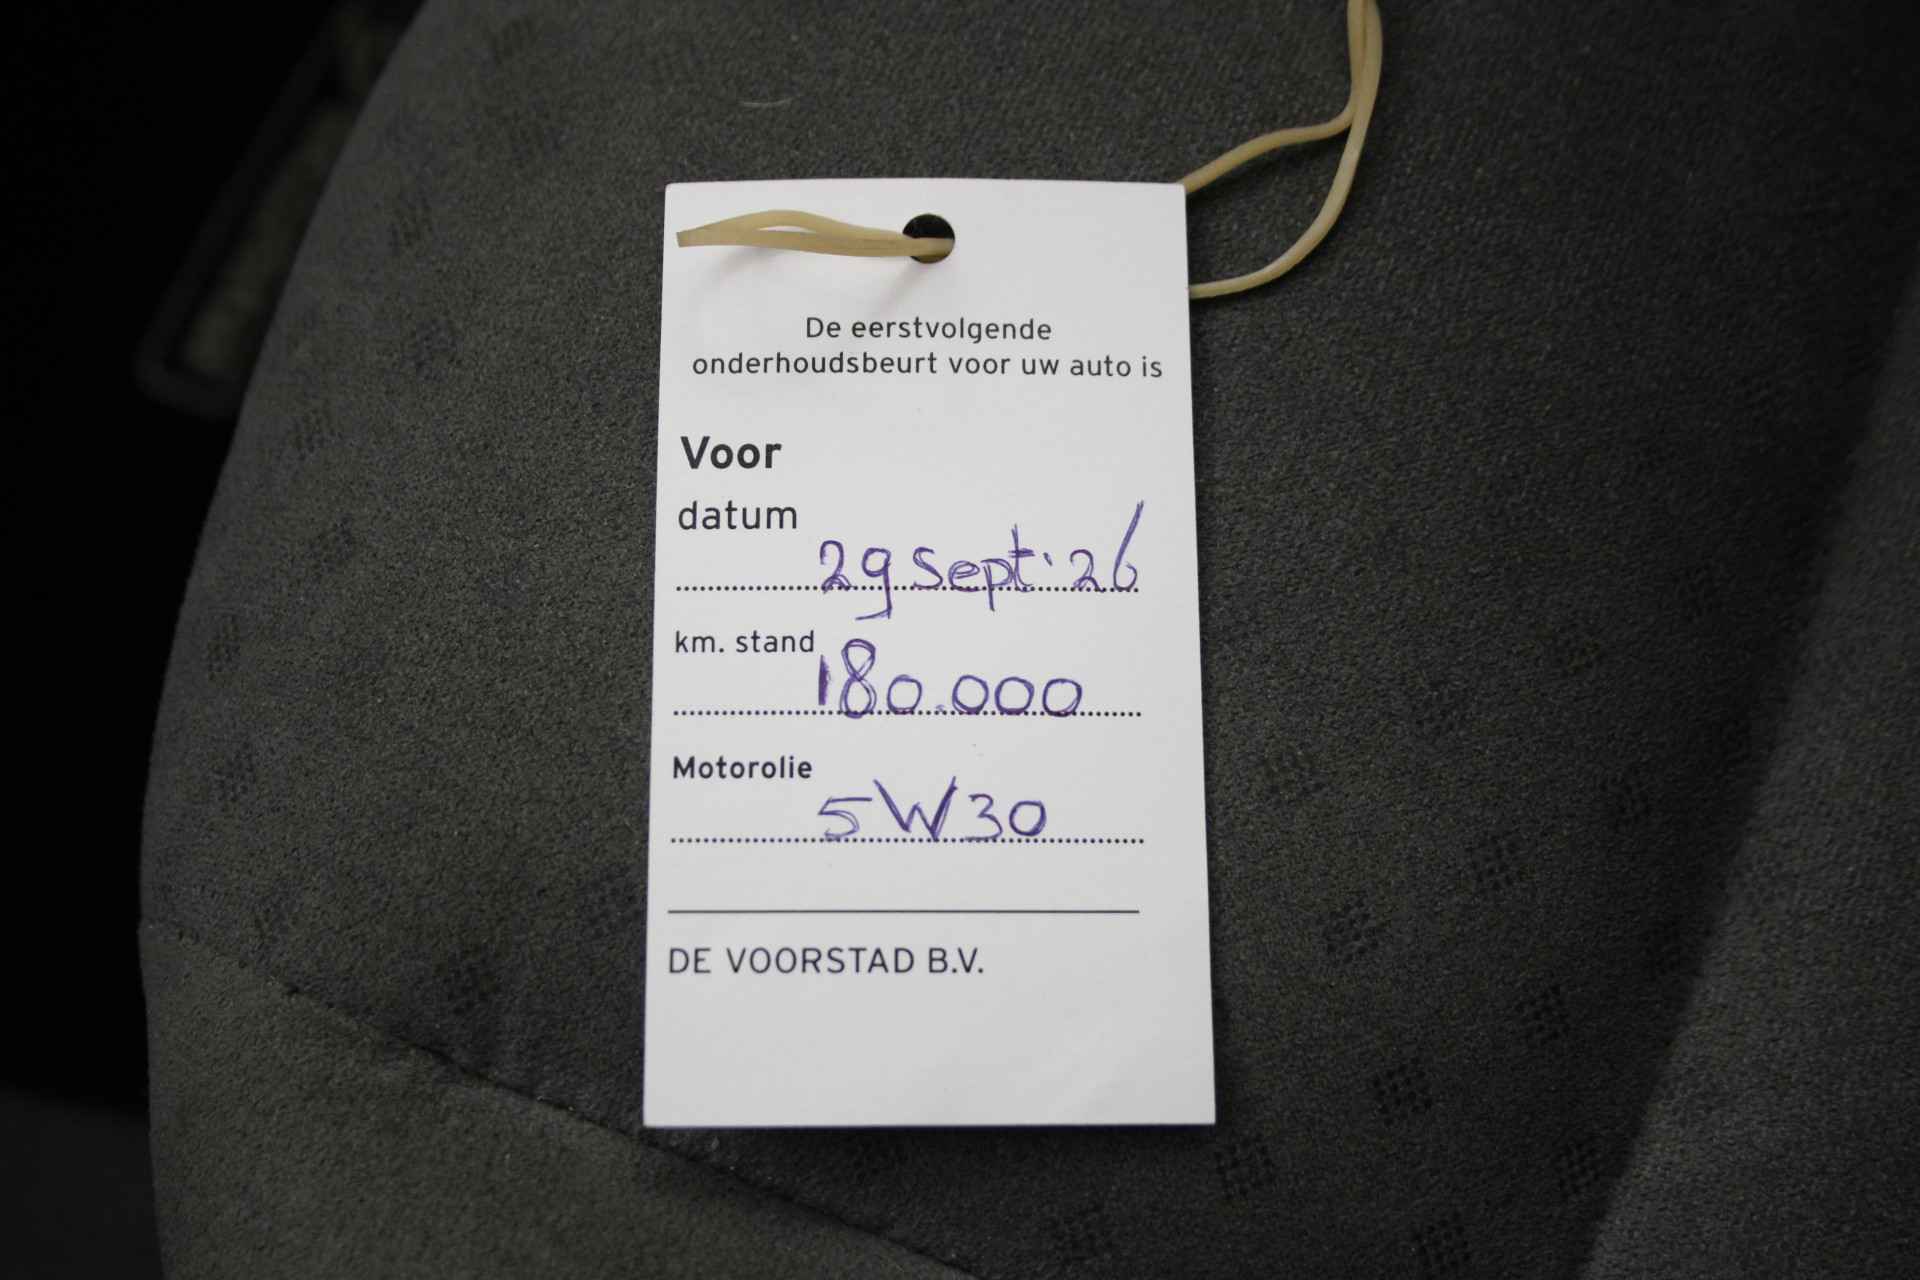 De eerstvolgende
onderhoudsbeurt voor uw auto is
Voor
datum
29 sept. '26
km. stand
180.000
Motorolie
5W30
DE VOORSTAD B.V.